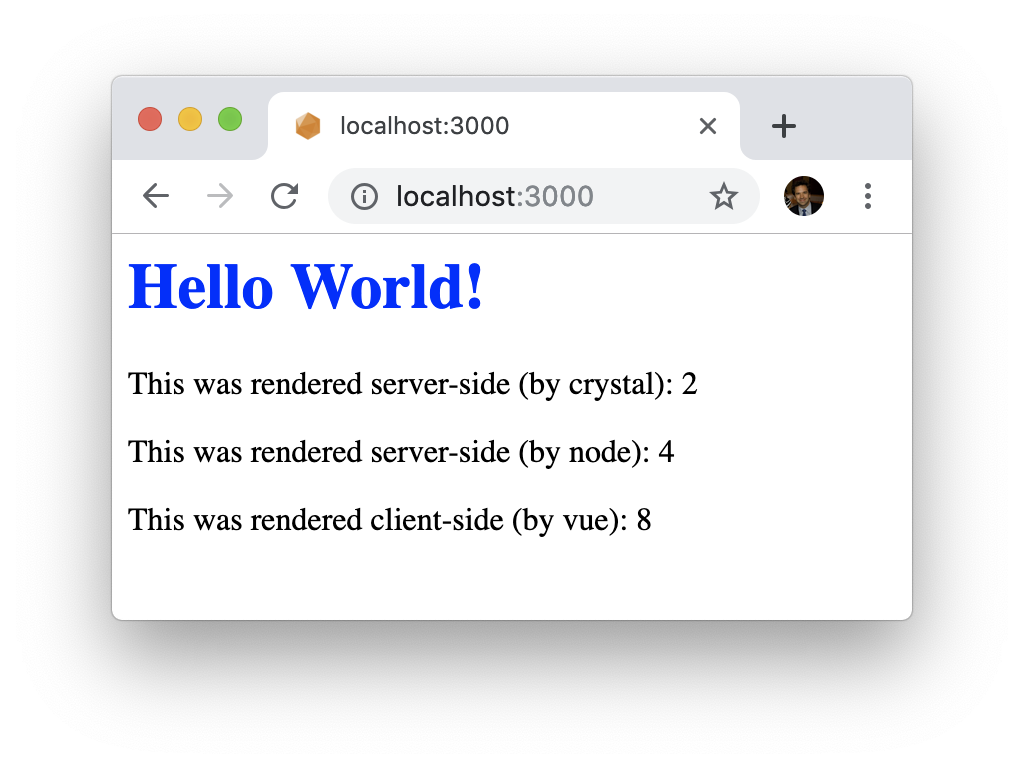 localhost:3000
localhost:3000
Hello World!
This was rendered server-side (by crystal): 2
This was rendered server-side (by node): 4
This was rendered client-side (by vue): 8